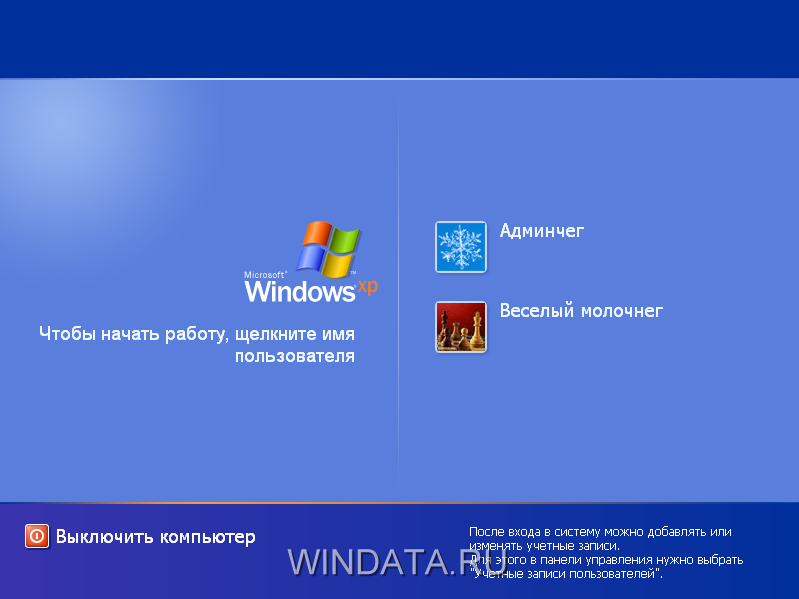 Microsoft®
Windows xp
™
Чтобы начать работу, щелкните имя
пользователя
Админчег
Веселый молочнег
Выключить компьютер
После входа в систему можно добавлять или
изменять учетные записи.
Для этого в панели управления нужно выбрать
"Учетные записи пользователей".
WINDATA.RU